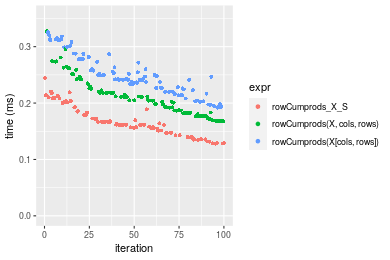 0.3
0.2
0.1
0.0
time (ms)
0
25
50
75
100
iteration
expr
rowCumprods_X_S
rowCumprods(X, cols, rows)
rowCumprods(X[cols, rows])